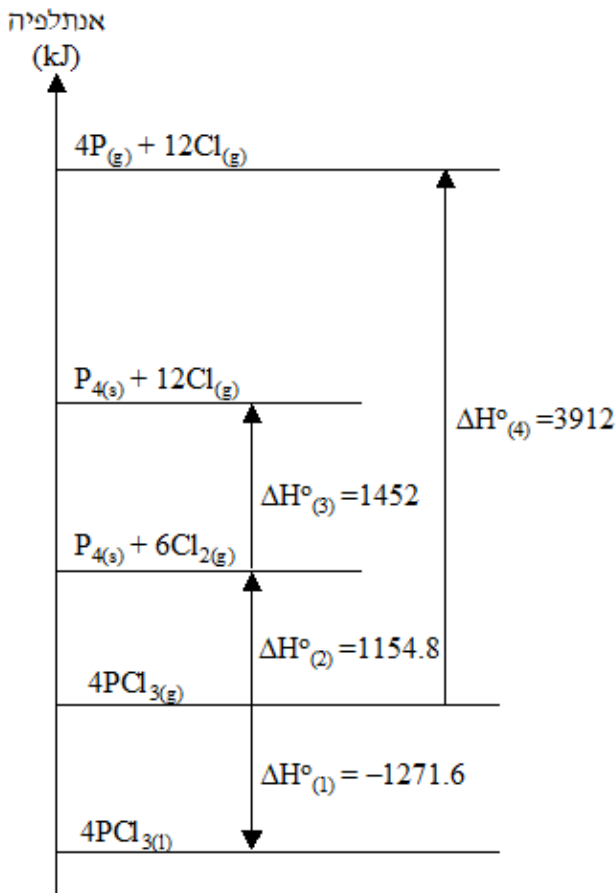 אנתלפיה
(kJ)
4P(g) + 12Cl(g)
P4(s) + 12Cl(g)
ΔH°(4) =3912
ΔH°(3) =1452
P4(s) + 6Cl2(g)
ΔH°(2) =1154.8
4PCl3(g)
ΔH°(1) = –1271.6
4PCl3(l)